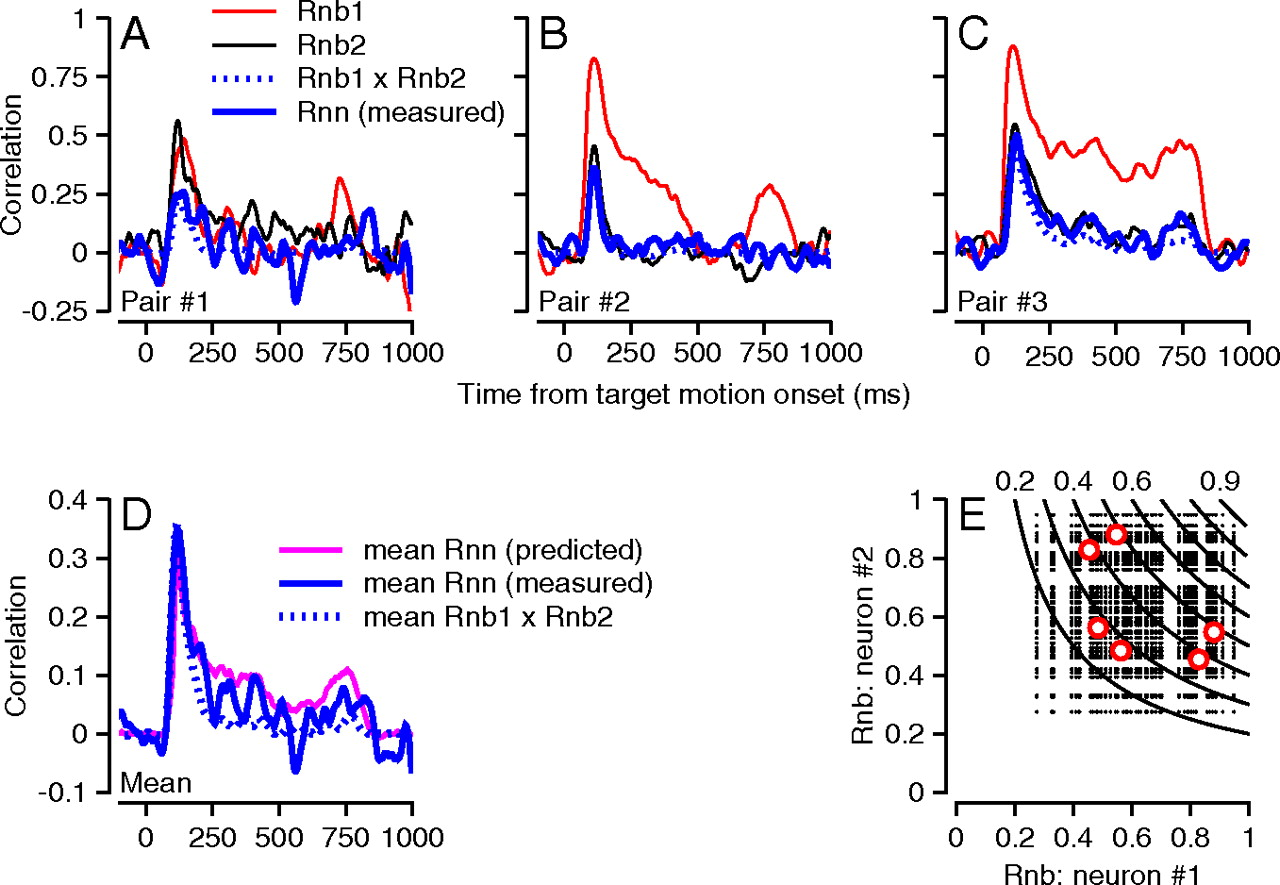 A
Rnb1
Rnb2
Rnb1 x Rnb2
Rnn (measured)
B
C
1
0.75
0.5
0.25
0
-0.25
Correlation
Pair #1
Pair #2
Pair #3
0 250 500 750 1000
0 250 500 750 1000
0 250 500 750 1000
Time from target motion onset (ms)
D
mean Rnn (predicted)
mean Rnn (measured)
mean Rnb1 x Rnb2
0.4
0.3
0.2
0.1
0
-0.1
Correlation
Mean
0 250 500 750 1000
0.2 0.4 0.6 0.9
E
1
0.8
0.6
0.4
0.2
0
Rnb: neuron #2
0 0.2 0.4 0.6 0.8 1
Rnb: neuron #1